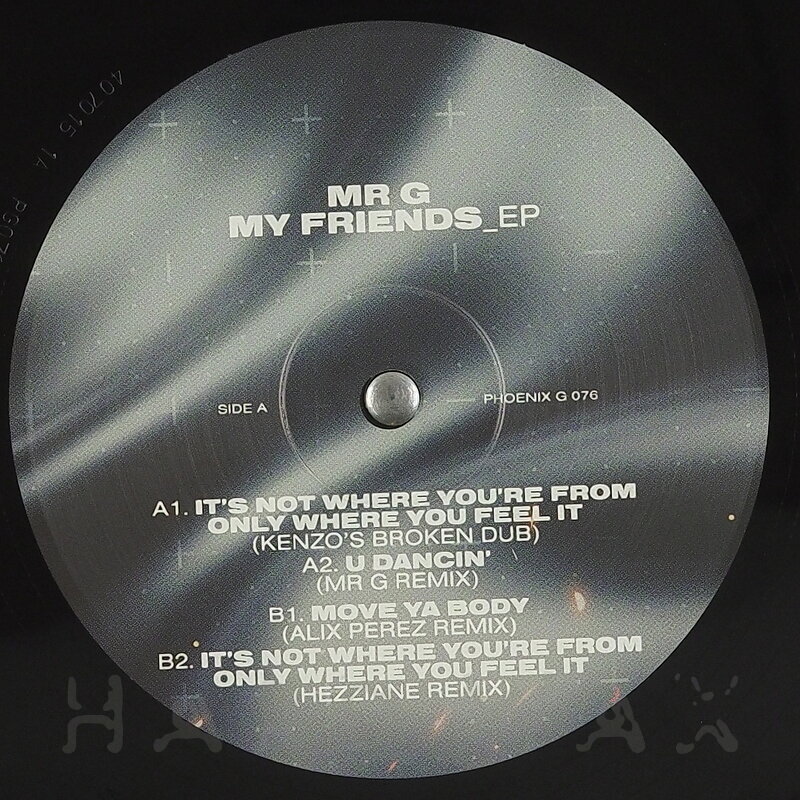 MR G
MY FRIENDS_EP
SIDE A
PHOENIX G 076
A1. IT'S NOT WHERE YOU'RE FROM
ONLY WHERE YOU FEEL IT
(KENZO'S BROKEN DUB)
A2. U DANCIN'
(MR G REMIX)
B1. MOVE YA BODY
(ALIX PEREZ REMIX)
B2. IT'S NOT WHERE YOU'RE FROM
ONLY WHERE YOU FEEL IT
(HEZZIANE REMIX)
407015 1A